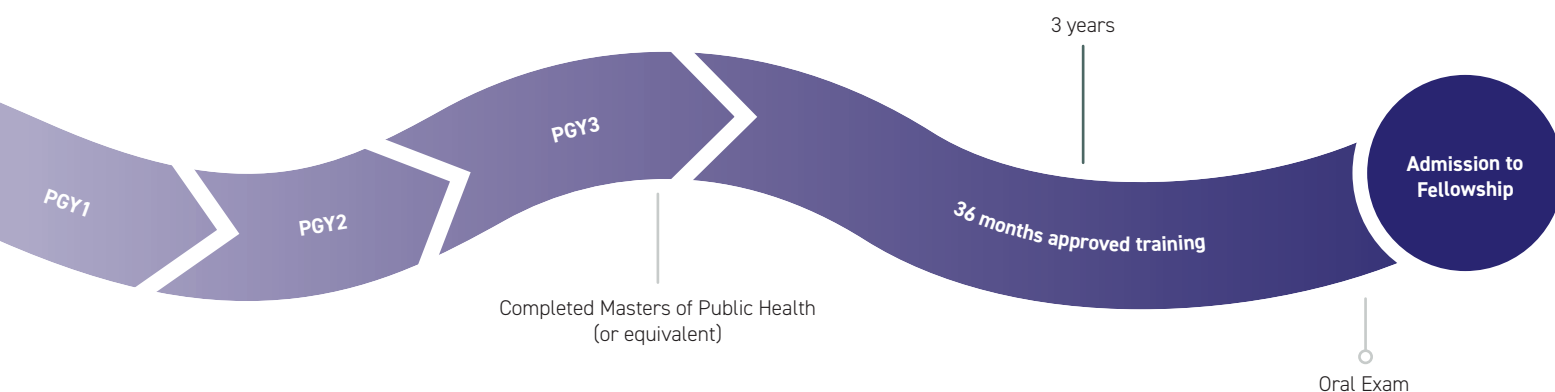 3 years
PGY1
PGY2
PGY3
36 months approved training
Admission to
Fellowship
Completed Masters of Public Health
(or equivalent)
Oral Exam